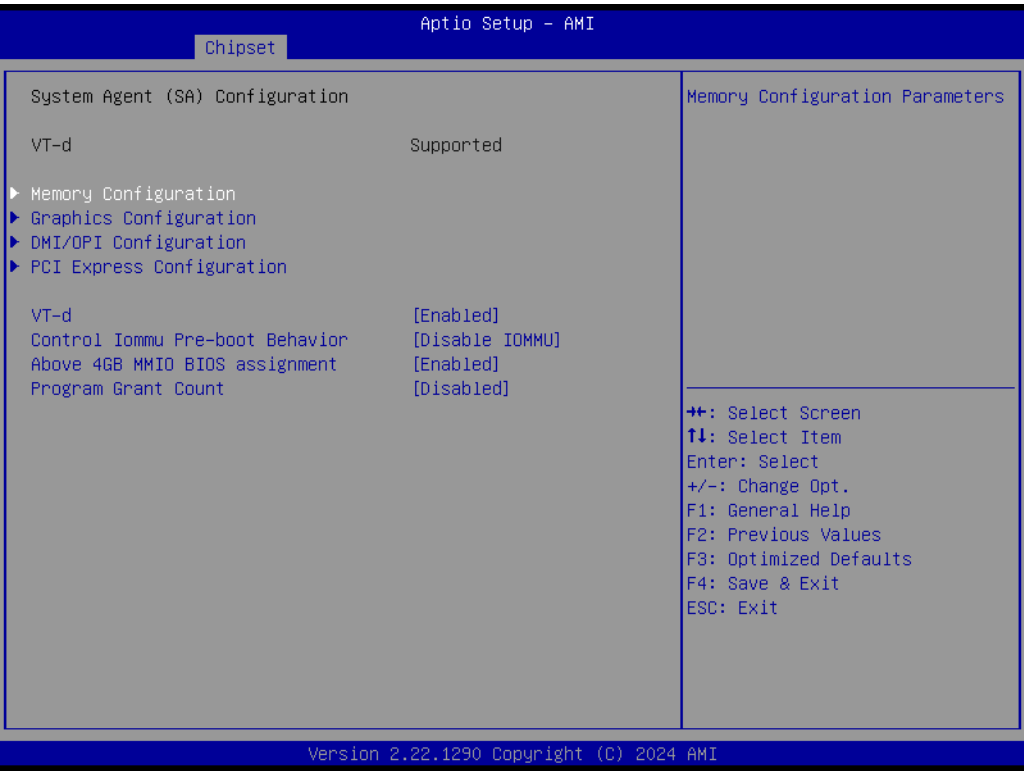 Aptio Setup - AMI
Chipset
System Agent (SA) Configuration
VT-d Supported
Memory Configuration
Graphics Configuration
DMI/OPI Configuration
PCI Express Configuration
VT-d [Enabled]
Control Iommu Pre-boot Behavior [Disable IOMMU]
Above 4GB MMIO BIOS assignment [Enabled]
Program Grant Count [Disabled]
Memory Configuration Parameters
→←: Select Screen
↑↓: Select Item
Enter: Select
+/-: Change Opt.
F1: General Help
F2: Previous Values
F3: Optimized Defaults
F4: Save & Exit
ESC: Exit
Version 2.22.1290 Copyright (C) 2024 AMI